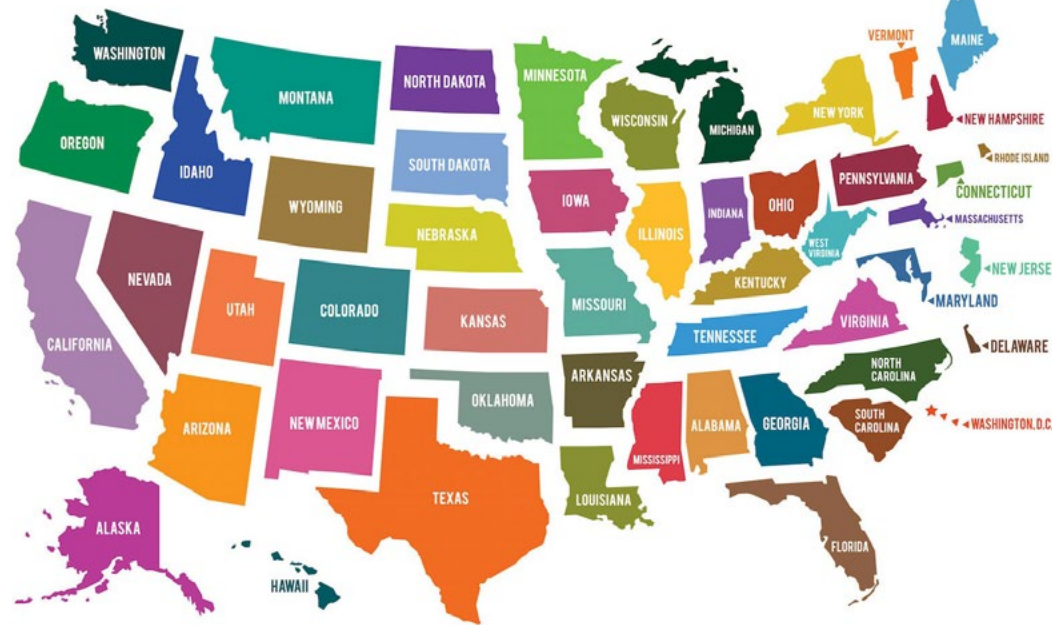 WASHINGTON
OREGON
IDAHO
MONTANA
NORTH DAKOTA
MINNESOTA
WISCONSIN
MICHIGAN
NEW YORK
VERMONT
MAINE
NEW HAMPSHIRE
RHODE ISLAND
CONNECTICUT
MASSACHUSETTS
NEW JERSE
MARYLAND
DELAWARE
WASHINGTON, D.C.
WYOMING
SOUTH DAKOTA
NEBRASKA
IOWA
ILLINOIS
INDIANA
OHIO
PENNSYLVANIA
WEST
VIRGINIA
KENTUCKY
VIRGINIA
NEVADA
UTAH
COLORADO
KANSAS
MISSOURI
TENNESSEE
NORTH
CAROLINA
SOUTH
CAROLINA
CALIFORNIA
ARIZONA
NEW MEXICO
OKLAHOMA
ARKANSAS
MISSISSIPPI
ALABAMA
GEORGIA
TEXAS
LOUISIANA
FLORIDA
ALASKA
HAWAII